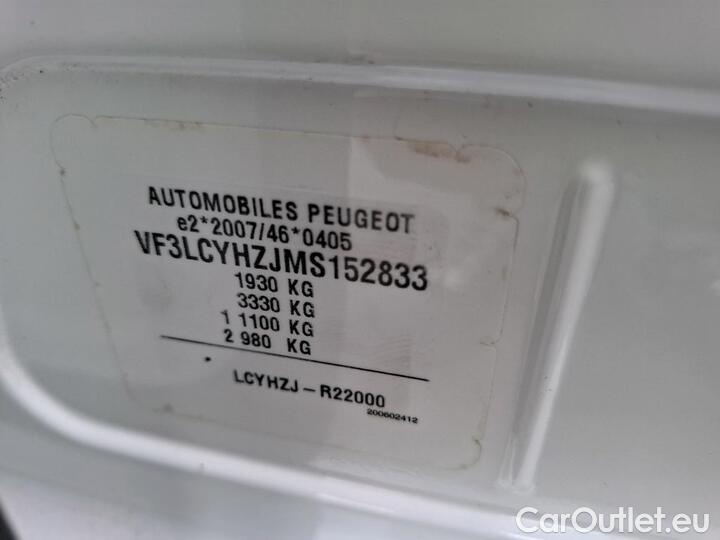 AUTOMOBILES PEUGEOT
e2*2007/46*0405
VF3LCYHZJMS152833
1930 KG
3330 KG
1 1100 KG
2 980 KG
LCYHZJ-R22000
200602412
CarOutlet.eu